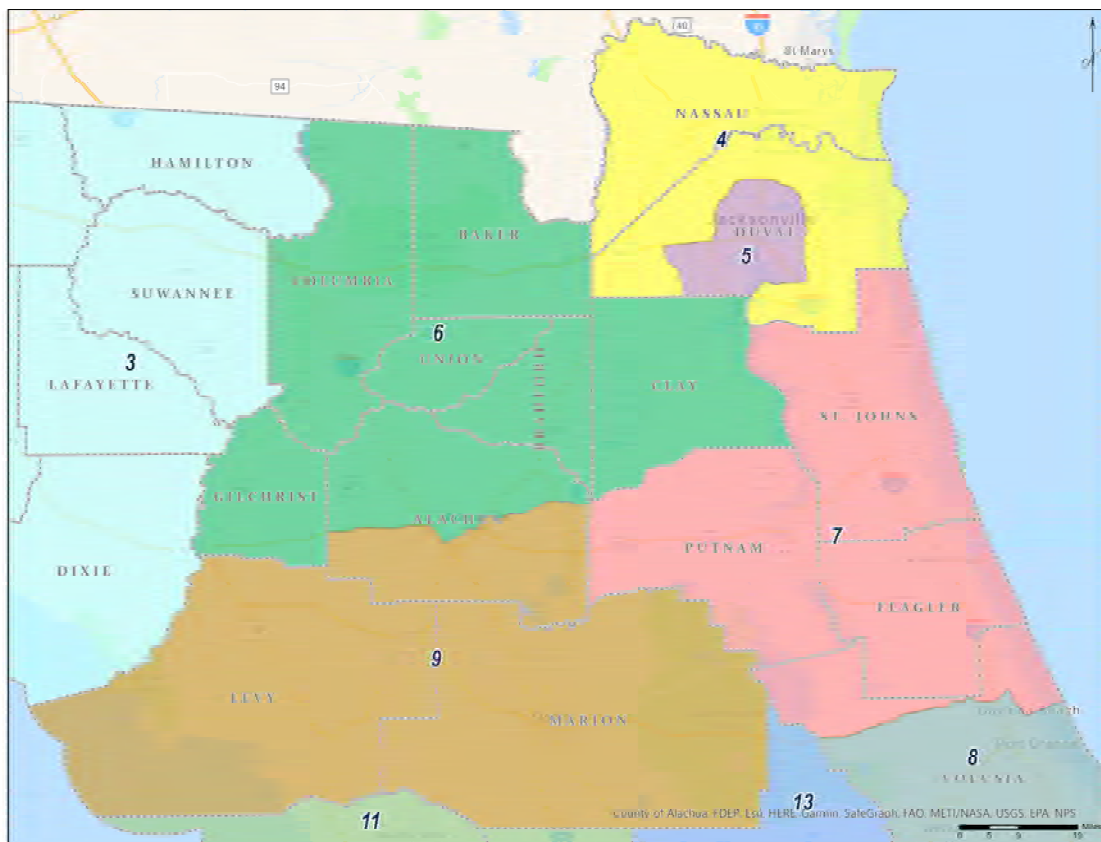 40
95
St Marys
94
NASSAU
4
HAMILTON
Jacksonville
DUVAL
BAKER
5
COLUMBIA
SUWANNEE
6
UNION
3
LAFAYETTE
CLAY
ST. JOHNS
GILCHRIST
ALACHUA
7
PUTNAM
DIXIE
FLAGLER
9
LEVY
MARION
8
VOLUSIA
13
11
County of Alachua, FDEP, Esri, HERE, Garmin, SafeGraph, FAO, METI/NASA, USGS, EPA, NPS
Miles